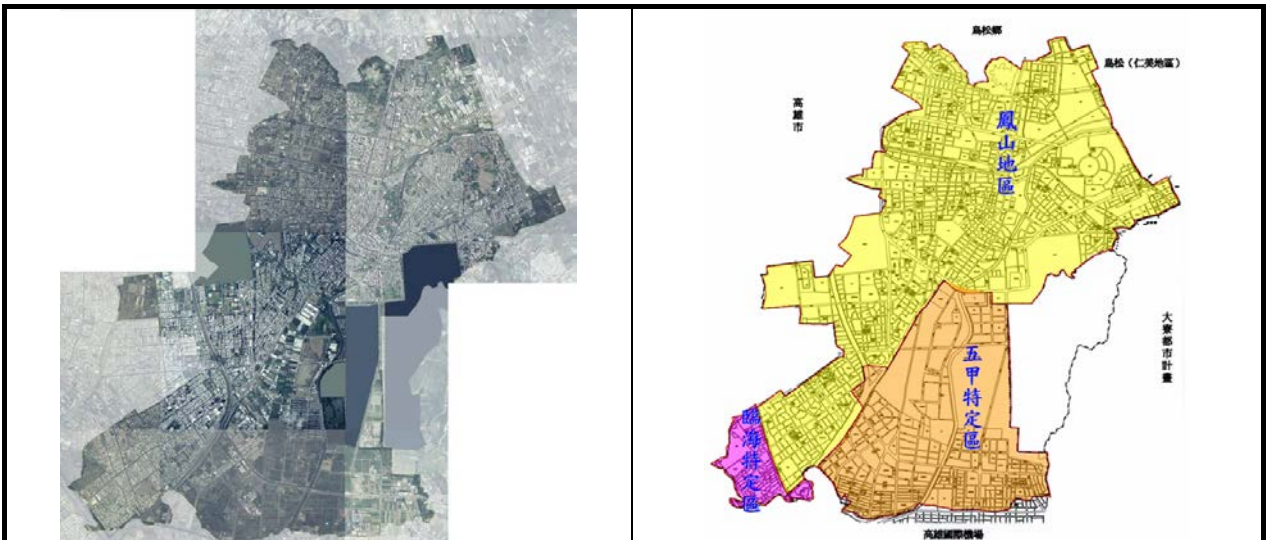 鳥松鄉
鳥松（仁美地區）
高雄市
鳳山地區
大寮都市計畫
五甲特定區
臨海特定區
高雄國際機場